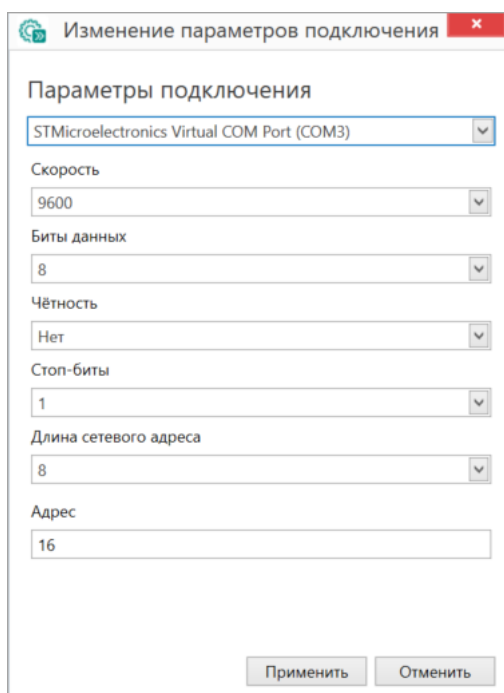 Изменение параметров подключения
Параметры подключения
STMicroelectronics Virtual COM Port (COM3)
Скорость
9600
Биты данных
8
Чётность
Нет
Стоп-биты
1
Длина сетевого адреса
8
Адрес
16
Применить Отменить